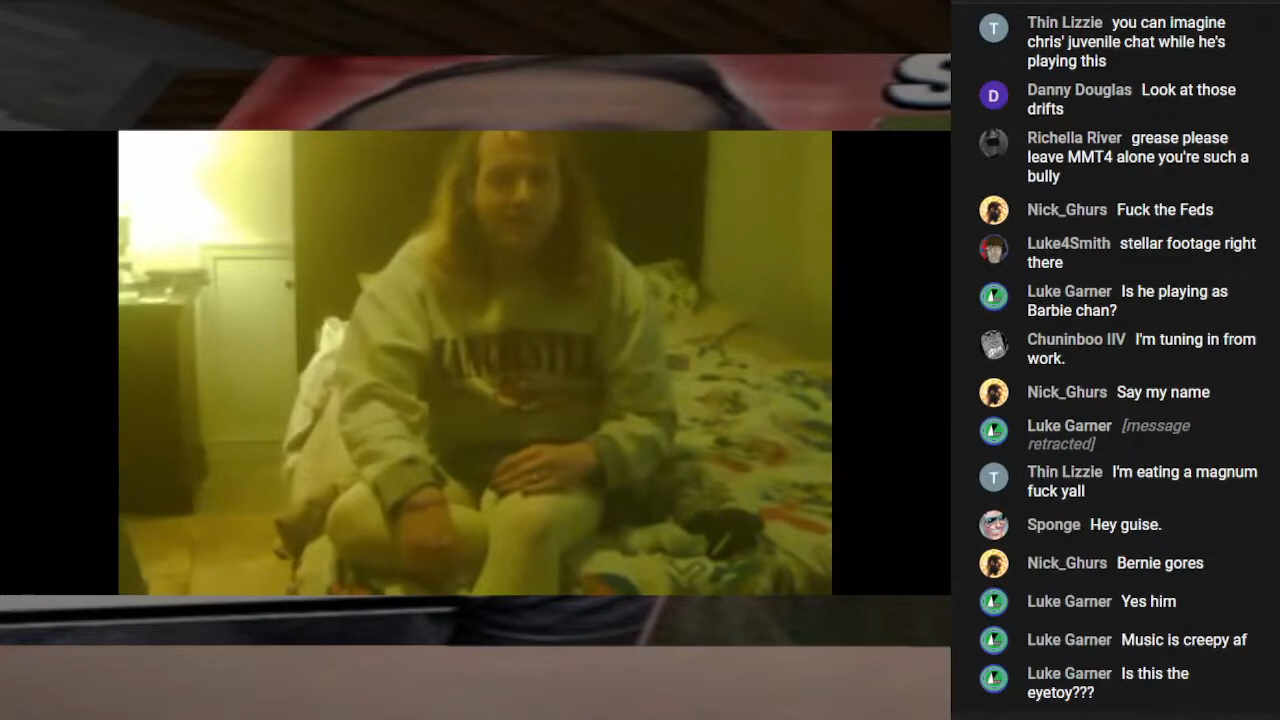 S
MANCHESTER
Thin Lizzie you can imagine
chris' juvenile chat while he's
playing this
Danny Douglas Look at those
drifts
Richella River grease please
leave MMT4 alone you're such a
bully
Nick_Ghurs Fuck the Feds
Luke4Smith stellar footage right
there
Luke Garner Is he playing as
Barbie chan?
Chuninboo IIV I'm tuning in from
work.
Nick_Ghurs Say my name
Luke Garner [message
retracted]
Thin Lizzie I'm eating a magnum
fuck yall
Sponge Hey guise.
Nick_Ghurs Bernie gores
Luke Garner Yes him
Luke Garner Music is creepy af
Luke Garner Is this the
eyetoy???